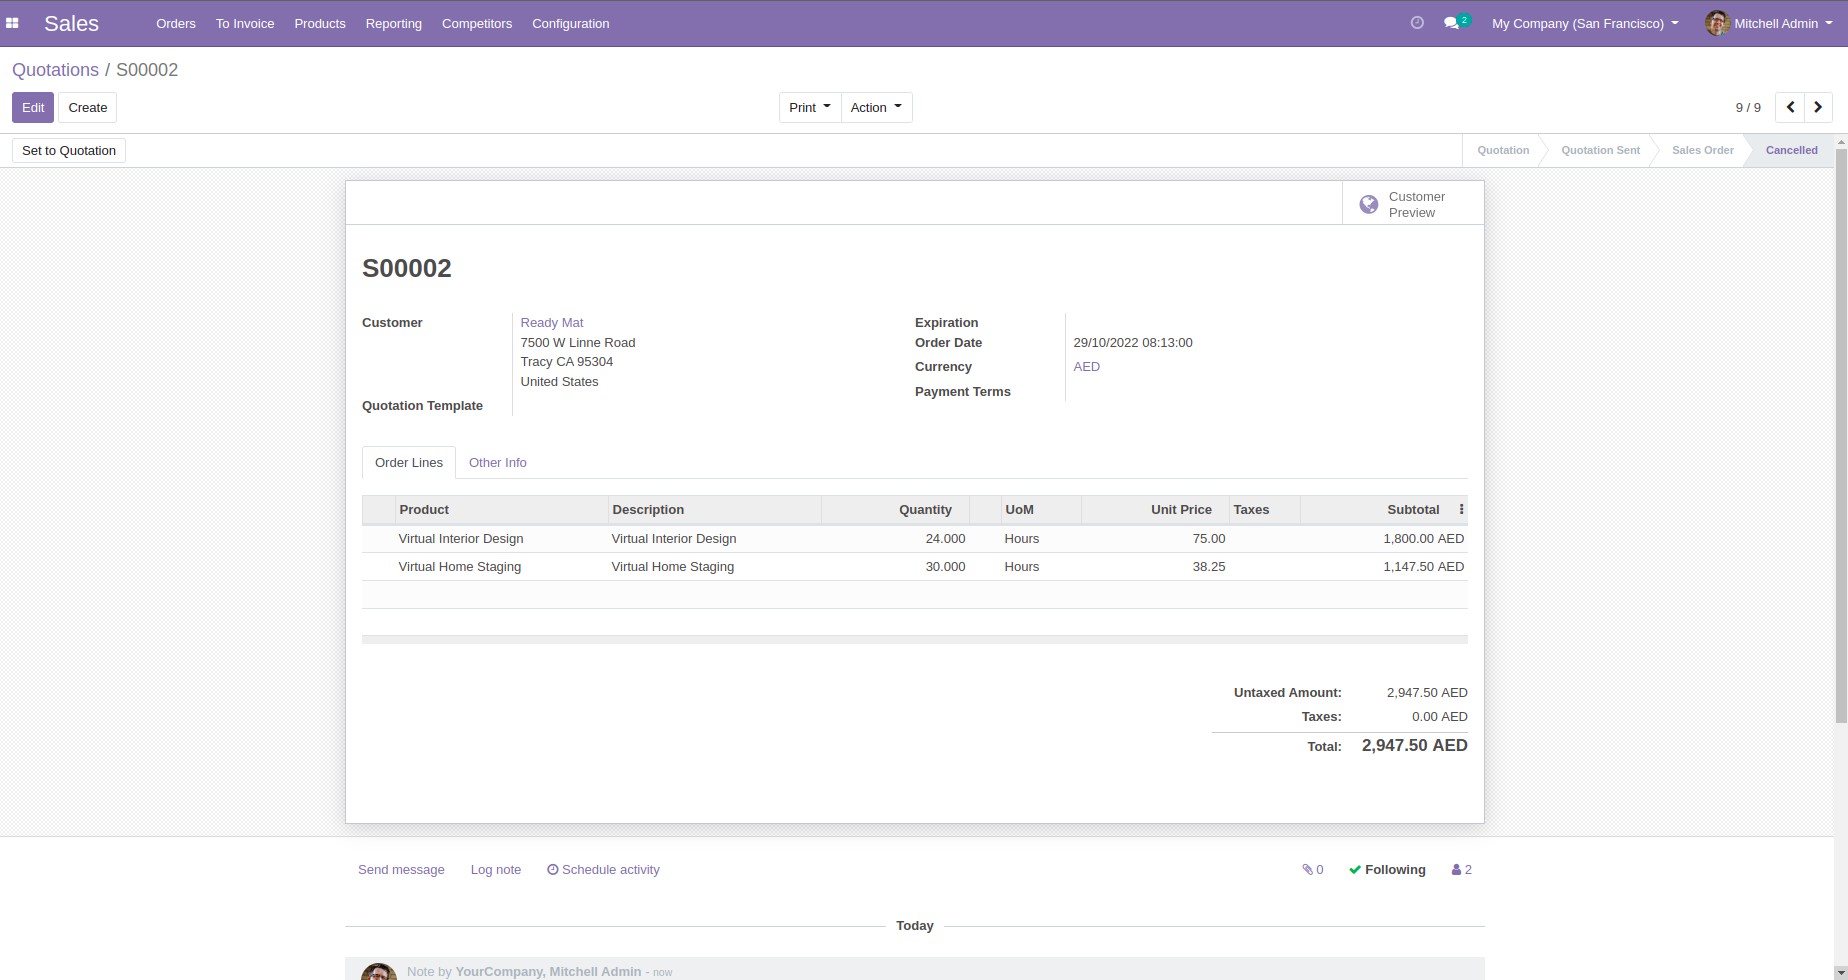 Sales Orders To Invoice Products Reporting Competitors Configuration 2 My Company (San Francisco) Mitchell Admin
Quotations / S00002
Edit Create Print Action 9 / 9
Set to Quotation Quotation Quotation Sent Sales Order Cancelled
Customer
Preview
S00002
Customer Ready Mat Expiration
7500 W Linne Road Order Date 29/10/2022 08:13:00
Tracy CA 95304 Currency AED
United States Payment Terms
Quotation Template
Order Lines Other Info
Product Description Quantity UoM Unit Price Taxes Subtotal
Virtual Interior Design Virtual Interior Design 24.000 Hours 75.00 1,800.00 AED
Virtual Home Staging Virtual Home Staging 30.000 Hours 38.25 1,147.50 AED
Untaxed Amount: 2,947.50 AED
Taxes: 0.00 AED
Total: 2,947.50 AED
Send message Log note Schedule activity 0 Following 2
Today
Note by YourCompany, Mitchell Admin - now